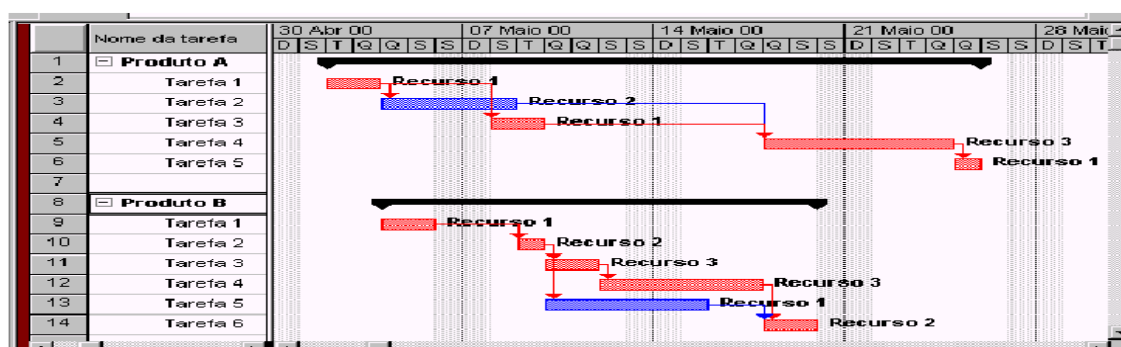 Nome da tarefa
30 Abr 00 07 Maio 00 14 Maio 00 21 Maio 00 28 Maic
D S T Q Q S S D S T Q Q S S D S T Q Q S S D S T Q Q S S D S T
1 Produto A
2 Tarefa 1 Recurso 1
3 Tarefa 2 Recurso 2
4 Tarefa 3 Recurso 1
5 Tarefa 4 Recurso 3
6 Tarefa 5 Recurso 1
7
8 Produto B
9 Tarefa 1 Recurso 1
10 Tarefa 2 Recurso 2
11 Tarefa 3 Recurso 3
12 Tarefa 4 Recurso 3
13 Tarefa 5 Recurso 1
14 Tarefa 6 Recurso 2